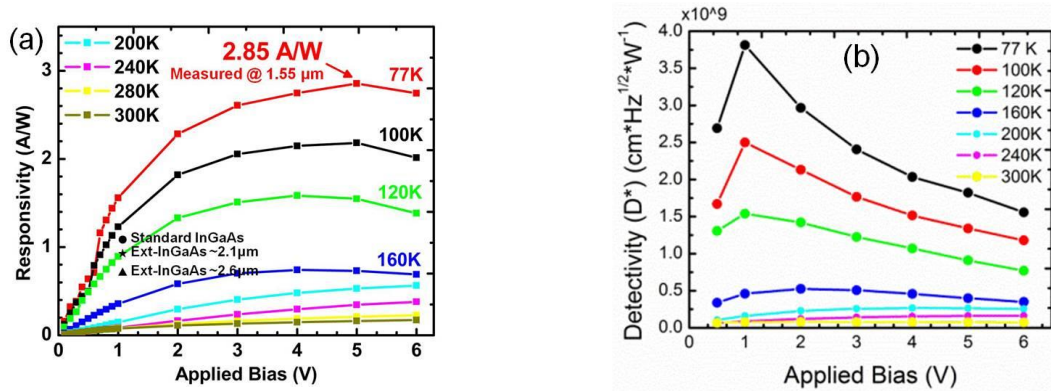 (a)
200K
240K
280K
300K
2.85 A/W
Measured @ 1.55 µm
77K
100K
120K
160K
Standard InGaAs
Ext-InGaAs ~2.1µm
Ext-InGaAs ~2.6µm
Responsivity (A/W)
3
2
1
0
0 1 2 3 4 5 6
Applied Bias (V)
(b)
x10^9
77 K
100K
120K
160K
200K
240K
300K
Detectivity (D*) (cm*Hz^1/2*W^-1)
4.0
3.5
3.0
2.5
2.0
1.5
1.0
0.5
0.0
0 1 2 3 4 5 6
Applied Bias (V)